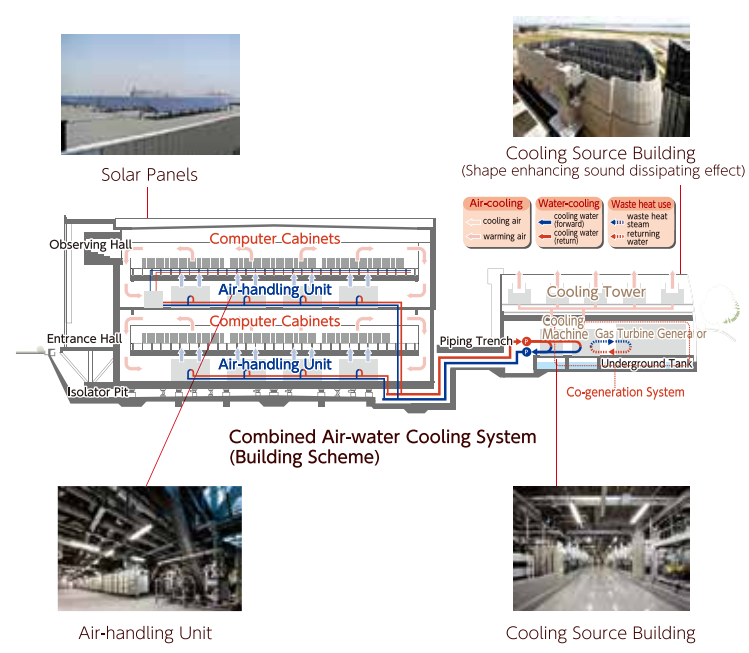 Solar Panels
Cooling Source Building
(Shape enhancing sound dissipating effect)
Air-cooling
cooling air
warming air
Water-cooling
cooling water
(forward)
cooling water
(return)
Waste heat use
waste heat
steam
returning
water
Observing Hall
Computer Cabinets
Air-handling Unit
Entrance Hall
Computer Cabinets
Air-handling Unit
Isolator Pit
Cooling Tower
Piping Trench
P
P
Cooling
Machine
Gas Turbine Generator
Underground Tank
Co-generation System
Combined Air-water Cooling System
(Building Scheme)
Air-handling Unit
Cooling Source Building